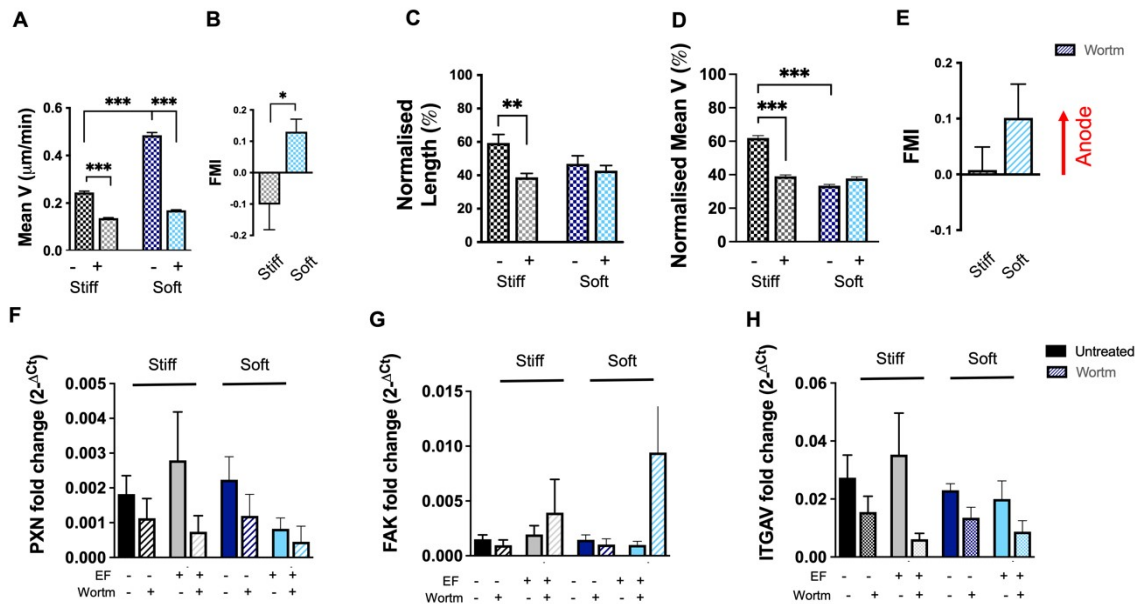 A
Mean V (μm/min)
0.6
0.4
0.2
0.0
*** ***
***
- + - +
Stiff Soft
B
FMI
0.2
0.1
0.0
-0.1
-0.2
*
Stiff Soft
C
Normalised
Length (%)
100
80
60
40
20
0
**
- + - +
Stiff Soft
D
Normalised Mean V (%)
100
80
60
40
20
0
***
***
- + - +
Stiff Soft
E
Wortm
FMI
0.2
0.1
0.0
-0.1
Anode
Stiff Soft
F
PXN fold change (2-ΔCt)
Stiff Soft
0.005
0.004
0.003
0.002
0.001
0.000
EF - - + + - - + +
Wortm - + - + - + - +
G
FAK fold change (2-ΔCt)
Stiff Soft
0.015
0.010
0.005
0.000
EF - - + + - - + +
Wortm - + - + - + - +
H
Untreated
Wortm
ITGAV fold change (2-ΔCt)
Stiff Soft
0.06
0.04
0.02
0.00
EF - - + + - - + +
Wortm - + - + - + - +